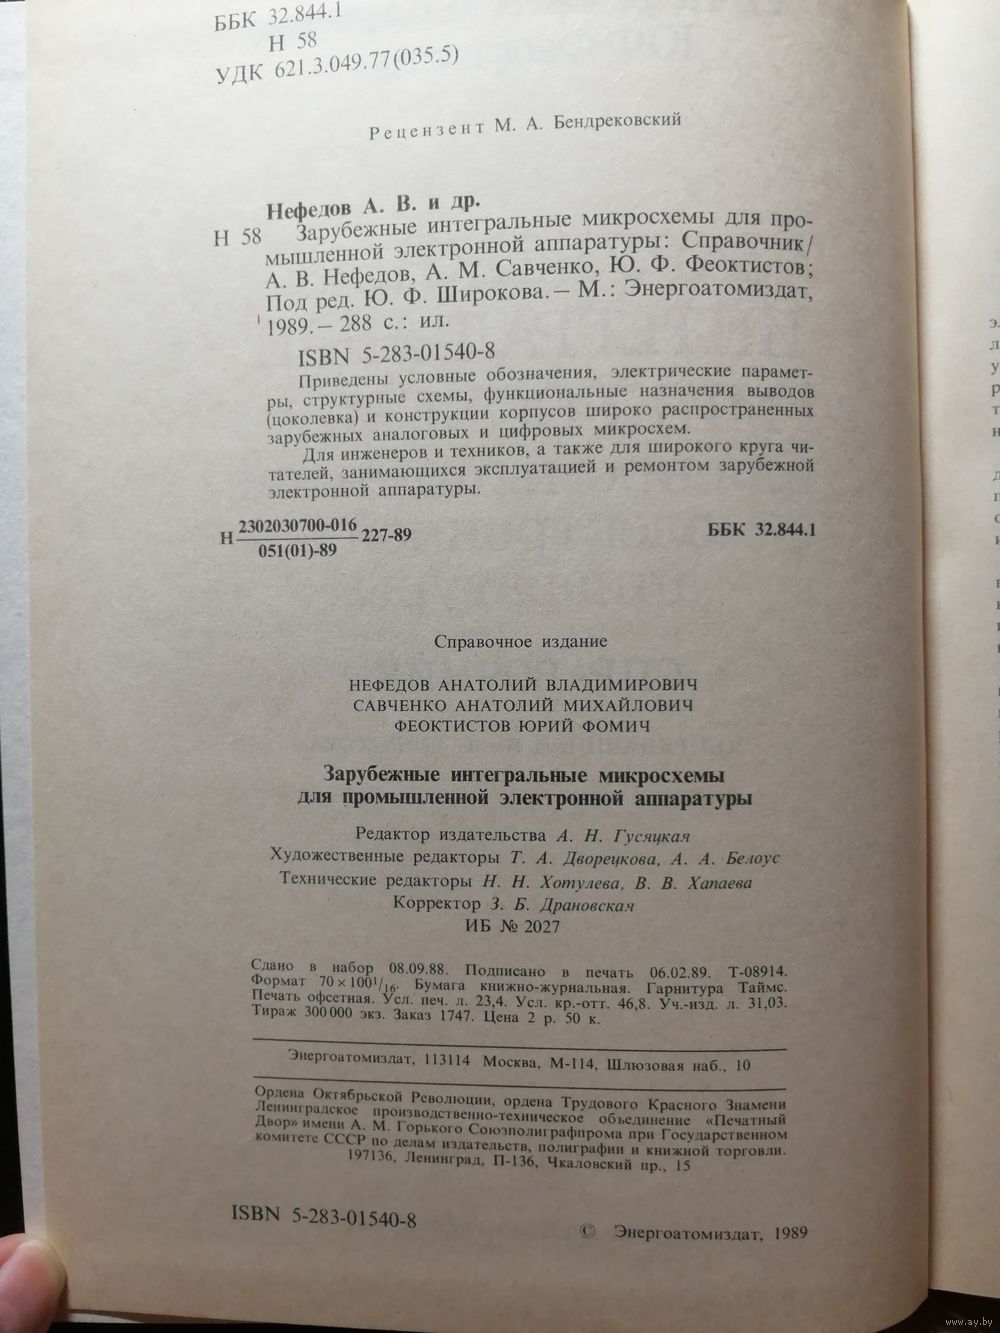 ББК 32.844.1
Н 58
УДК 621.3.049.77(035.5)
Рецензент М. А. Бендрековский
Нефедов А. В. и др.
Н 58 Зарубежные интегральные микросхемы для про-
мышленной электронной аппаратуры: Справочник/
А. В. Нефедов, А. М. Савченко, Ю. Ф. Феоктистов;
Под ред. Ю. Ф. Широкова.— М.: Энергоатомиздат,
1989.— 288 с.: ил.
ISBN 5-283-01540-8
Приведены условные обозначения, электрические парамет-
ры, структурные схемы, функциональные назначения выводов
(цоколевка) и конструкции корпусов широко распространенных
зарубежных аналоговых и цифровых микросхем.
Для инженеров и техников, а также для широкого круга чи-
тателей, занимающихся эксплуатацией и ремонтом зарубежной
электронной аппаратуры.
Н 2302030700-016 227-89 ББК 32.844.1
051(01)-89
Справочное издание
НЕФЕДОВ АНАТОЛИЙ ВЛАДИМИРОВИЧ
САВЧЕНКО АНАТОЛИЙ МИХАЙЛОВИЧ
ФЕОКТИСТОВ ЮРИЙ ФОМИЧ
Зарубежные интегральные микросхемы
для промышленной электронной аппаратуры
Редактор издательства А. Н. Гусяцкая
Художественные редакторы Т. А. Дворецкова, А. А. Белоус
Технические редакторы Н. Н. Хотулева, В. В. Хапаева
Корректор З. Б. Драновская
ИБ № 2027
Сдано в набор 08.09.88. Подписано в печать 06.02.89. Т-08914.
Формат 70×100 1/16. Бумага книжно-журнальная. Гарнитура Таймс.
Печать офсетная. Усл. печ. л. 23,4. Усл. кр.-отт. 46,8. Уч.-изд. л. 31,03.
Тираж 300 000 экз. Заказ 1747. Цена 2 р. 50 к.
Энергоатомиздат, 113114 Москва, М-114, Шлюзовая наб., 10
Ордена Октябрьской Революции, ордена Трудового Красного Знамени
Ленинградское производственно-техническое объединение «Печатный
Двор» имени А. М. Горького Союзполиграфпрома при Государственном
комитете СССР по делам издательств, полиграфии и книжной торговли.
197136, Ленинград, П-136, Чкаловский пр., 15
ISBN 5-283-01540-8
© Энергоатомиздат, 1989
www.ay.by